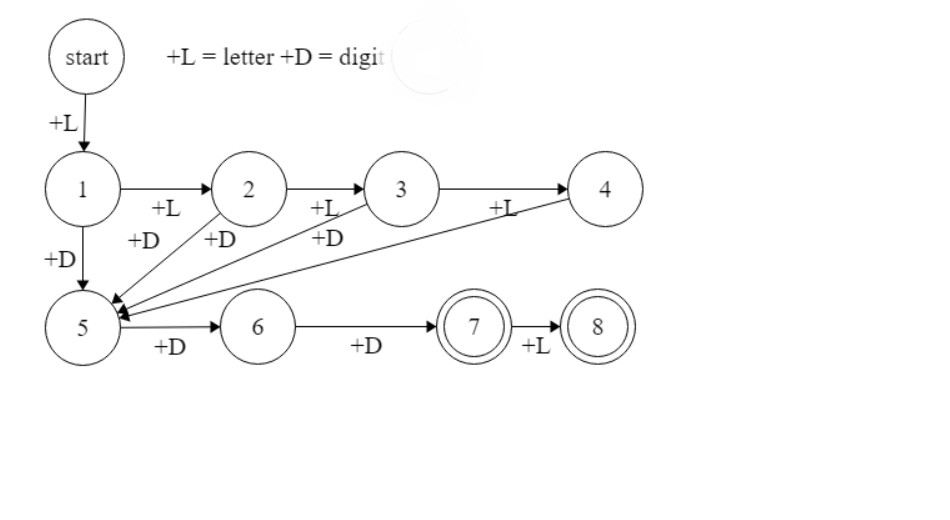 start +L = letter +D = digit
+L
1 2 3 4
+L +L +L
+D +D +D
+D
5 6 7 8
+D +D +L